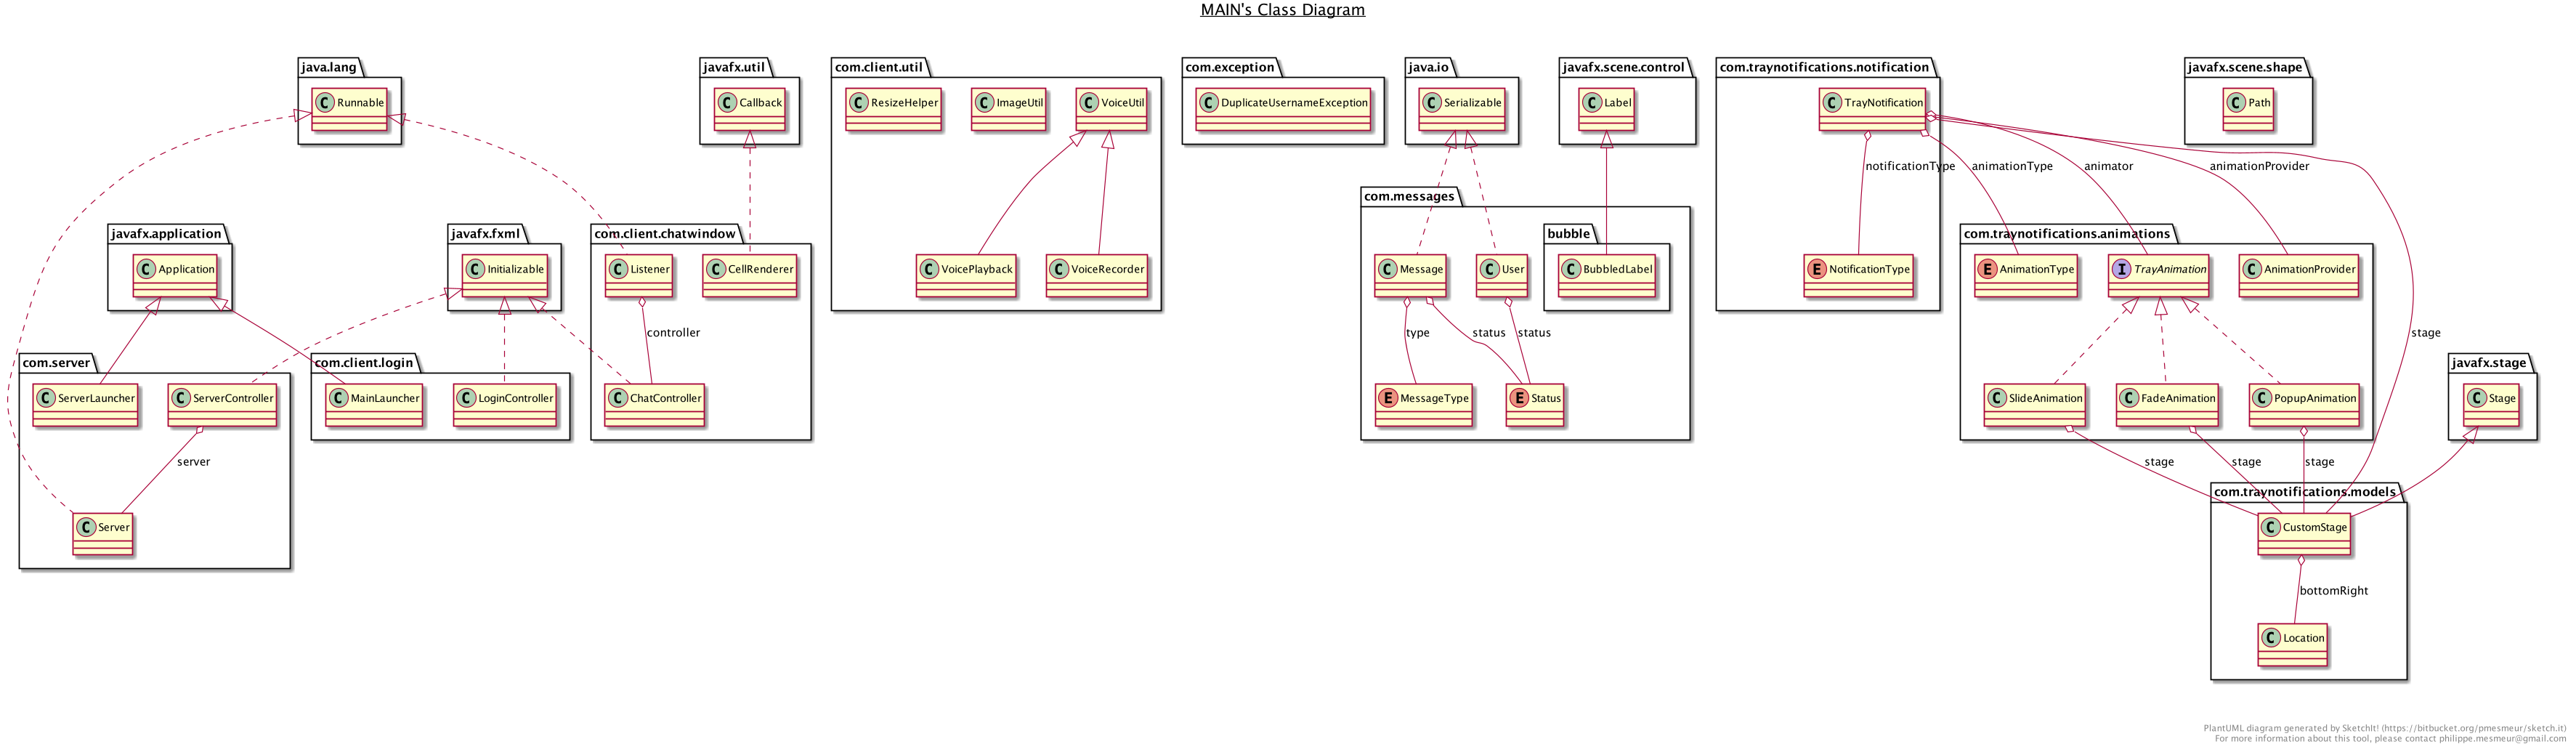 MAIN's Class Diagram
java.lang
C Runnable
javafx.util
C Callback
com.client.util
C ResizeHelper
C ImageUtil
C VoiceUtil
C VoicePlayback
C VoiceRecorder
com.exception
C DuplicateUsernameException
java.io
C Serializable
javafx.scene.control
C Label
com.traynotifications.notification
C TrayNotification
notificationType
animationType
animator
animationProvider
stage
E NotificationType
javafx.scene.shape
C Path
javafx.application
C Application
javafx.fxml
C Initializable
com.client.chatwindow
C Listener
C CellRenderer
controller
C ChatController
com.messages
C Message
C User
bubble
C BubbledLabel
type
status
status
E MessageType
E Status
com.traynotifications.animations
E AnimationType
I TrayAnimation
C AnimationProvider
C SlideAnimation
C FadeAnimation
C PopupAnimation
stage
stage
stage
javafx.stage
C Stage
com.server
C ServerLauncher
C ServerController
server
C Server
com.client.login
C MainLauncher
C LoginController
com.traynotifications.models
C CustomStage
bottomRight
C Location
PlantUML diagram generated by SketchIt! (https://bitbucket.org/pmesmeur/sketch.it)
For more information about this tool, please contact philippe.mesmeur@gmail.com